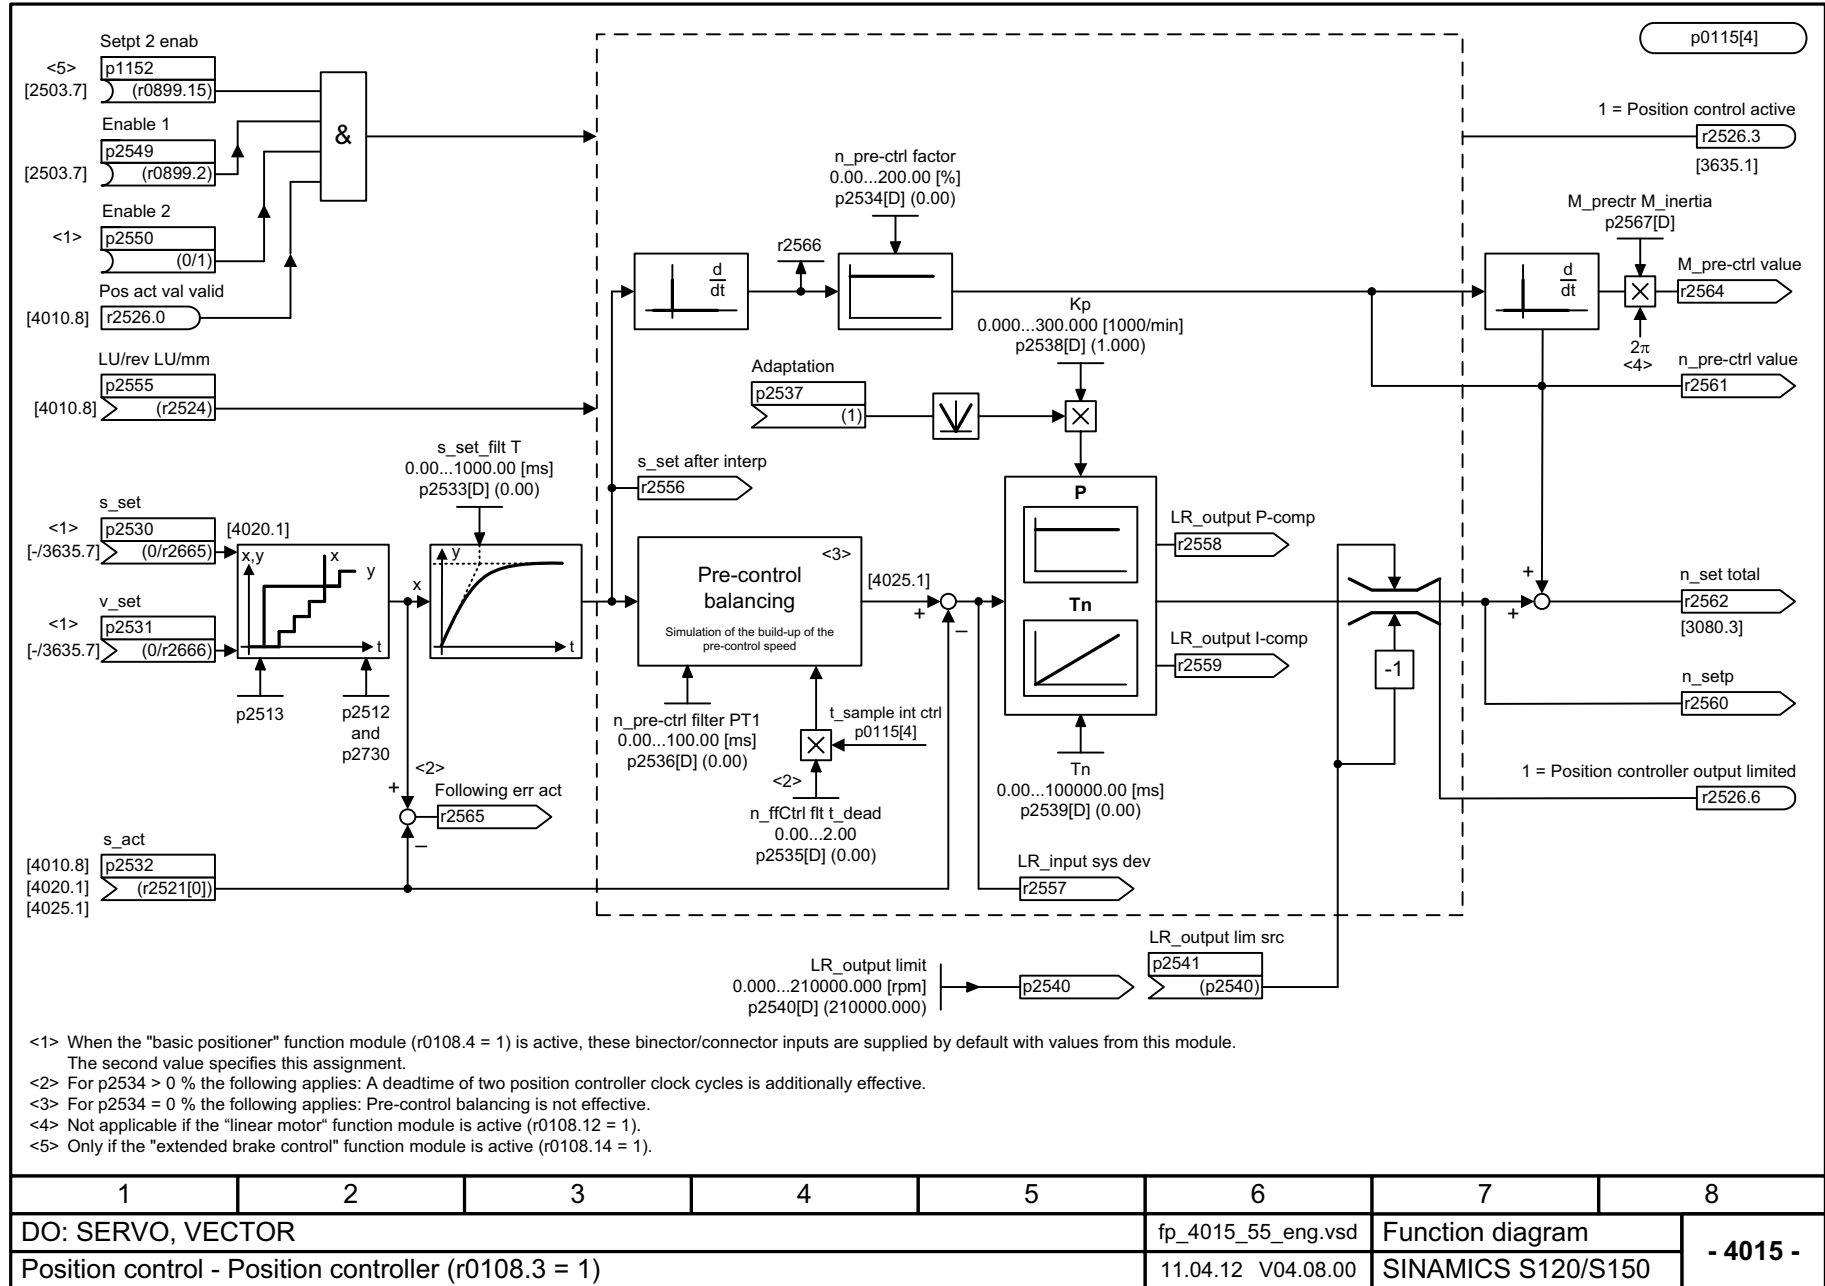 Setpt 2 enab
<5>
p1152
[2503.7]
(r0899.15)
Enable 1
p2549
[2503.7]
(r0899.2)
Enable 2
<1>
p2550
(0/1)
Pos act val valid
[4010.8]
r2526.0
LU/rev LU/mm
p2555
[4010.8]
(r2524)
&
p0115[4]
1 = Position control active
r2526.3
[3635.1]
n_pre-ctrl factor
0.00...200.00 [%]
p2534[D] (0.00)
r2566
d
dt
M_prectr M_inertia
p2567[D]
d
dt
M_pre-ctrl value
r2564
2π
<4>
n_pre-ctrl value
r2561
Kp
0.000...300.000 [1000/min]
p2538[D] (1.000)
Adaptation
p2537
(1)
s_set_filt T
0.00...1000.00 [ms]
p2533[D] (0.00)
s_set after interp
r2556
s_set
<1>
p2530
[-/3635.7]
(0/r2665)
v_set
<1>
p2531
[-/3635.7]
(0/r2666)
[4020.1]
x,y
x
y
t
x
y
t
p2513
p2512
and
p2730
<3>
Pre-control
balancing
Simulation of the build-up of the
pre-control speed
[4025.1]
+
–
P
Tn
LR_output P-comp
r2558
LR_output I-comp
r2559
-1
+
+
n_set total
r2562
[3080.3]
n_setp
r2560
n_pre-ctrl filter PT1
0.00...100.00 [ms]
p2536[D] (0.00)
t_sample int ctrl
p0115[4]
<2>
n_ffCtrl flt t_dead
0.00...2.00
p2535[D] (0.00)
Tn
0.00...100000.00 [ms]
p2539[D] (0.00)
1 = Position controller output limited
r2526.6
<2>
+
Following err act
r2565
–
s_act
[4010.8]
p2532
[4020.1]
(r2521[0])
[4025.1]
LR_input sys dev
r2557
LR_output limit
0.000...210000.000 [rpm]
p2540[D] (210000.000)
p2540
LR_output lim src
p2541
(p2540)
<1> When the "basic positioner" function module (r0108.4 = 1) is active, these binector/connector inputs are supplied by default with values from this module.
The second value specifies this assignment.
<2> For p2534 > 0 % the following applies: A deadtime of two position controller clock cycles is additionally effective.
<3> For p2534 = 0 % the following applies: Pre-control balancing is not effective.
<4> Not applicable if the “linear motor“ function module is active (r0108.12 = 1).
<5> Only if the "extended brake control" function module is active (r0108.14 = 1).
1 2 3 4 5 6 7 8
DO: SERVO, VECTOR
fp_4015_55_eng.vsd
Function diagram
- 4015 -
Position control - Position controller (r0108.3 = 1)
11.04.12 V04.08.00
SINAMICS S120/S150